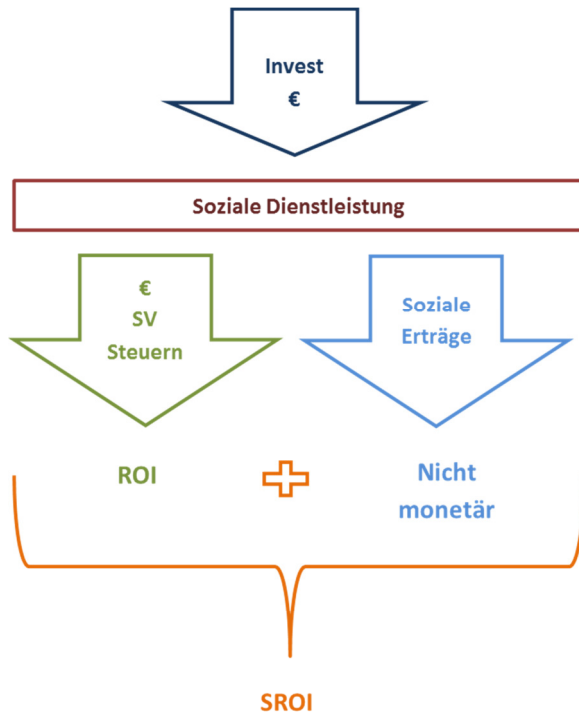 Invest
€
Soziale Dienstleistung
€
SV
Steuern
Soziale
Erträge
ROI
Nicht
monetär
SROI